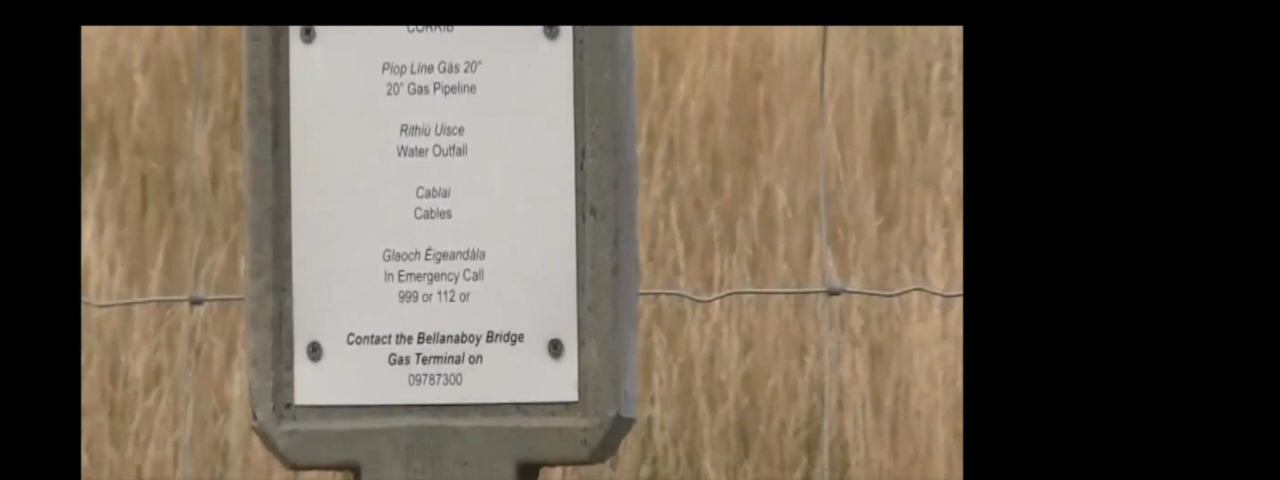 CORRIB
Píop Líne Gás 20"
20" Gas Pipeline
Rithiú Uisce
Water Outfall
Cablaí
Cables
Glaoch Éigeandála
In Emergency Call
999 or 112 or
Contact the Bellanaboy Bridge
Gas Terminal on
09787300